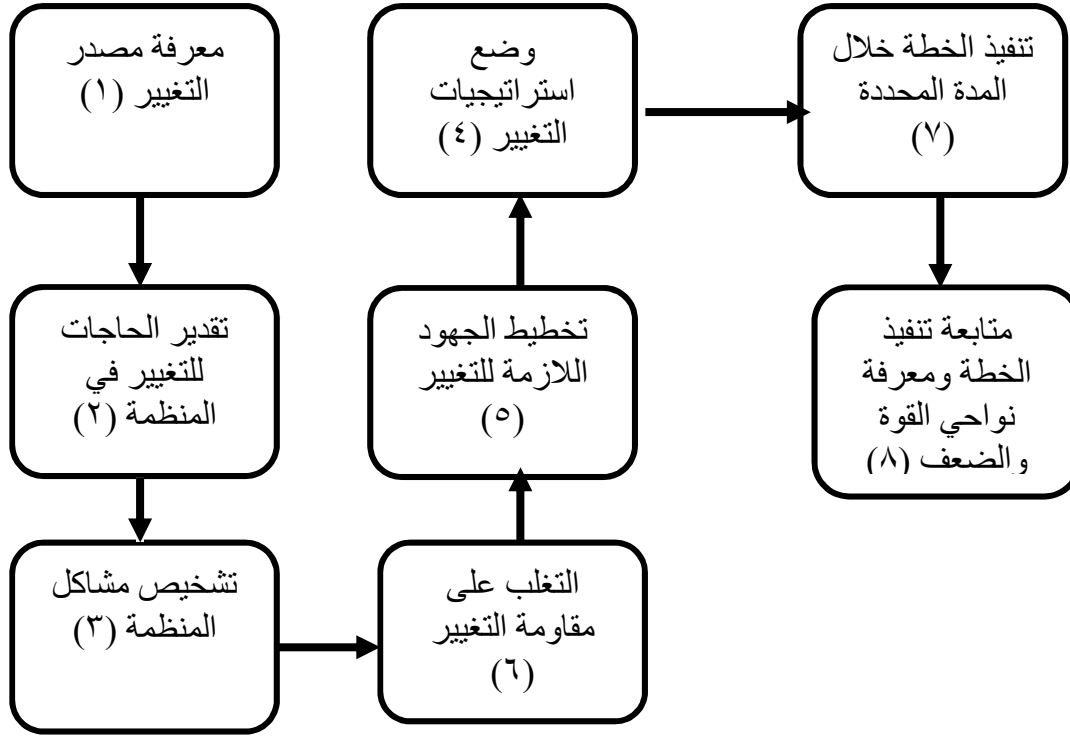 معرفة مصدر
التغيير (١)
تقدير الحاجات
للتغيير في
المنظمة (٢)
تشخيص مشاكل
المنظمة (٣)
وضع
استراتيجيات
التغيير (٤)
تخطيط الجهود
اللازمة للتغيير
(٥)
التغلب على
مقاومة التغيير
(٦)
تنفيذ الخطة خلال
المدة المحددة
(٧)
متابعة تنفيذ
الخطة ومعرفة
نواحي القوة
والضعف (٨)